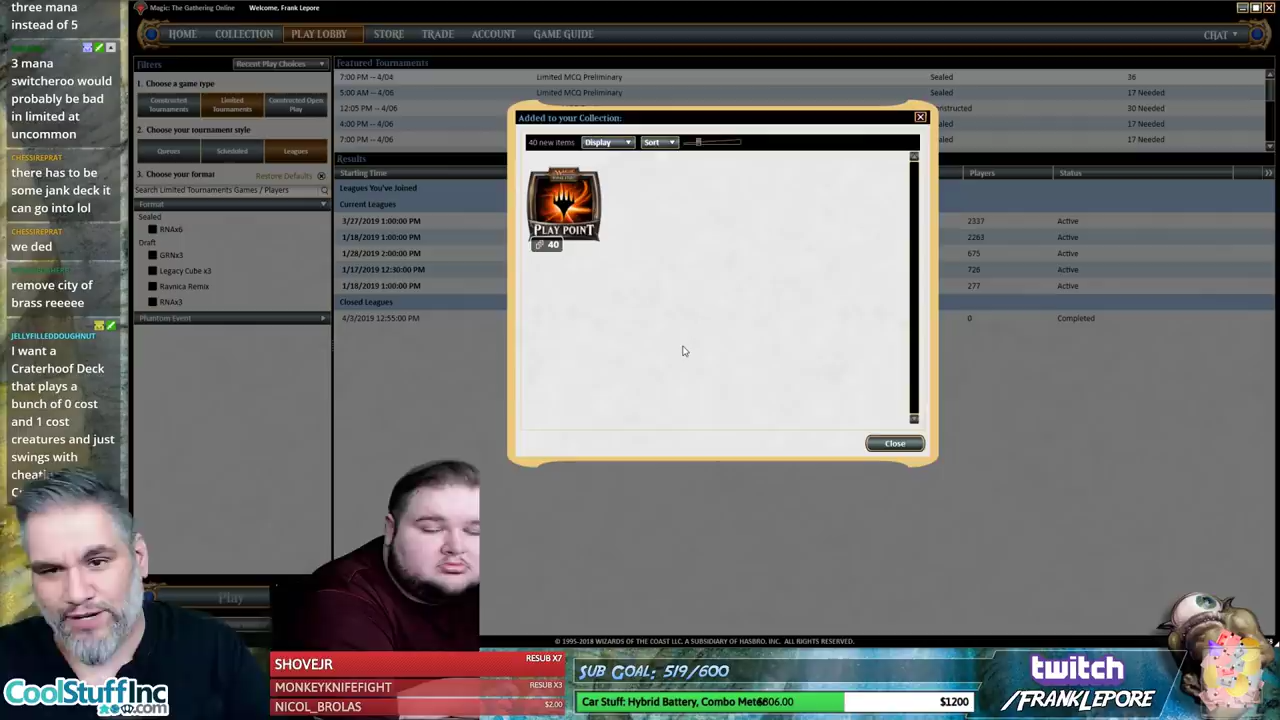 three mana
instead of 5
3 mana
switcheroo would
probably be bad
in limited at
uncommon
CHESSIREPRAT
there has to be
some jank deck it
can go into lol
CHESSIREPRAT
we ded
remove city of
brass reeeee
JELLYFILLEDDOUGHNUT
I want a
Craterhoof Deck
that plays a
bunch of 0 cost
and 1 cost
creatures and just
swings with
Magic: The Gathering Online Welcome, Frank Lepore
HOME COLLECTION PLAY LOBBY STORE TRADE ACCOUNT GAME GUIDE CHAT
Filters Recent Play Choices
1. Choose a game type
Constructed Tournaments Limited Tournaments Constructed Open Play
2. Choose your tournament style
Queues Scheduled Leagues
3. Choose your format Restore Defaults
Search Limited Tournaments Games / Players
Format
Sealed
RNAx6
Draft
GRNx3
Legacy Cube x3
Ravnica Remix
RNAx3
Phantom Event
Play
Featured Tournaments
7:00 PM -- 4/04 Limited MCQ Preliminary Sealed 36
5:00 AM -- 4/06 Limited MCQ Preliminary Sealed 17 Needed
12:05 PM -- 4/06 onstructed 30 Needed
4:00 PM -- 4/06 Sealed 17 Needed
7:00 PM -- 4/06 Sealed 17 Needed
Results
Starting Time Players Status
Leagues You've Joined
Current Leagues
3/27/2019 1:00:00 PM 2337 Active
1/18/2019 1:00:00 PM 2263 Active
1/28/2019 2:00:00 PM 675 Active
1/17/2019 12:30:00 PM 726 Active
1/18/2019 1:00:00 PM 277 Active
Closed Leagues
4/3/2019 12:55:00 PM 0 Completed
Added to your Collection:
40 new items Display Sort
PLAY POINT
40
Close
© 1995-2018 WIZARDS OF THE COAST LLC. A SUBSIDIARY OF HASBRO, INC. ALL RIGHTS RESERVED.
CoolStuffInc
.com
SHOVEJR RESUB X7
MONKEYKNIFEFIGHT RESUB X3
NICOL_BROLAS $2.00
SUB GOAL: 519/600
Car Stuff: Hybrid Battery, Combo Mete $806.00 $1200
twitch
/FRANKLEPORE